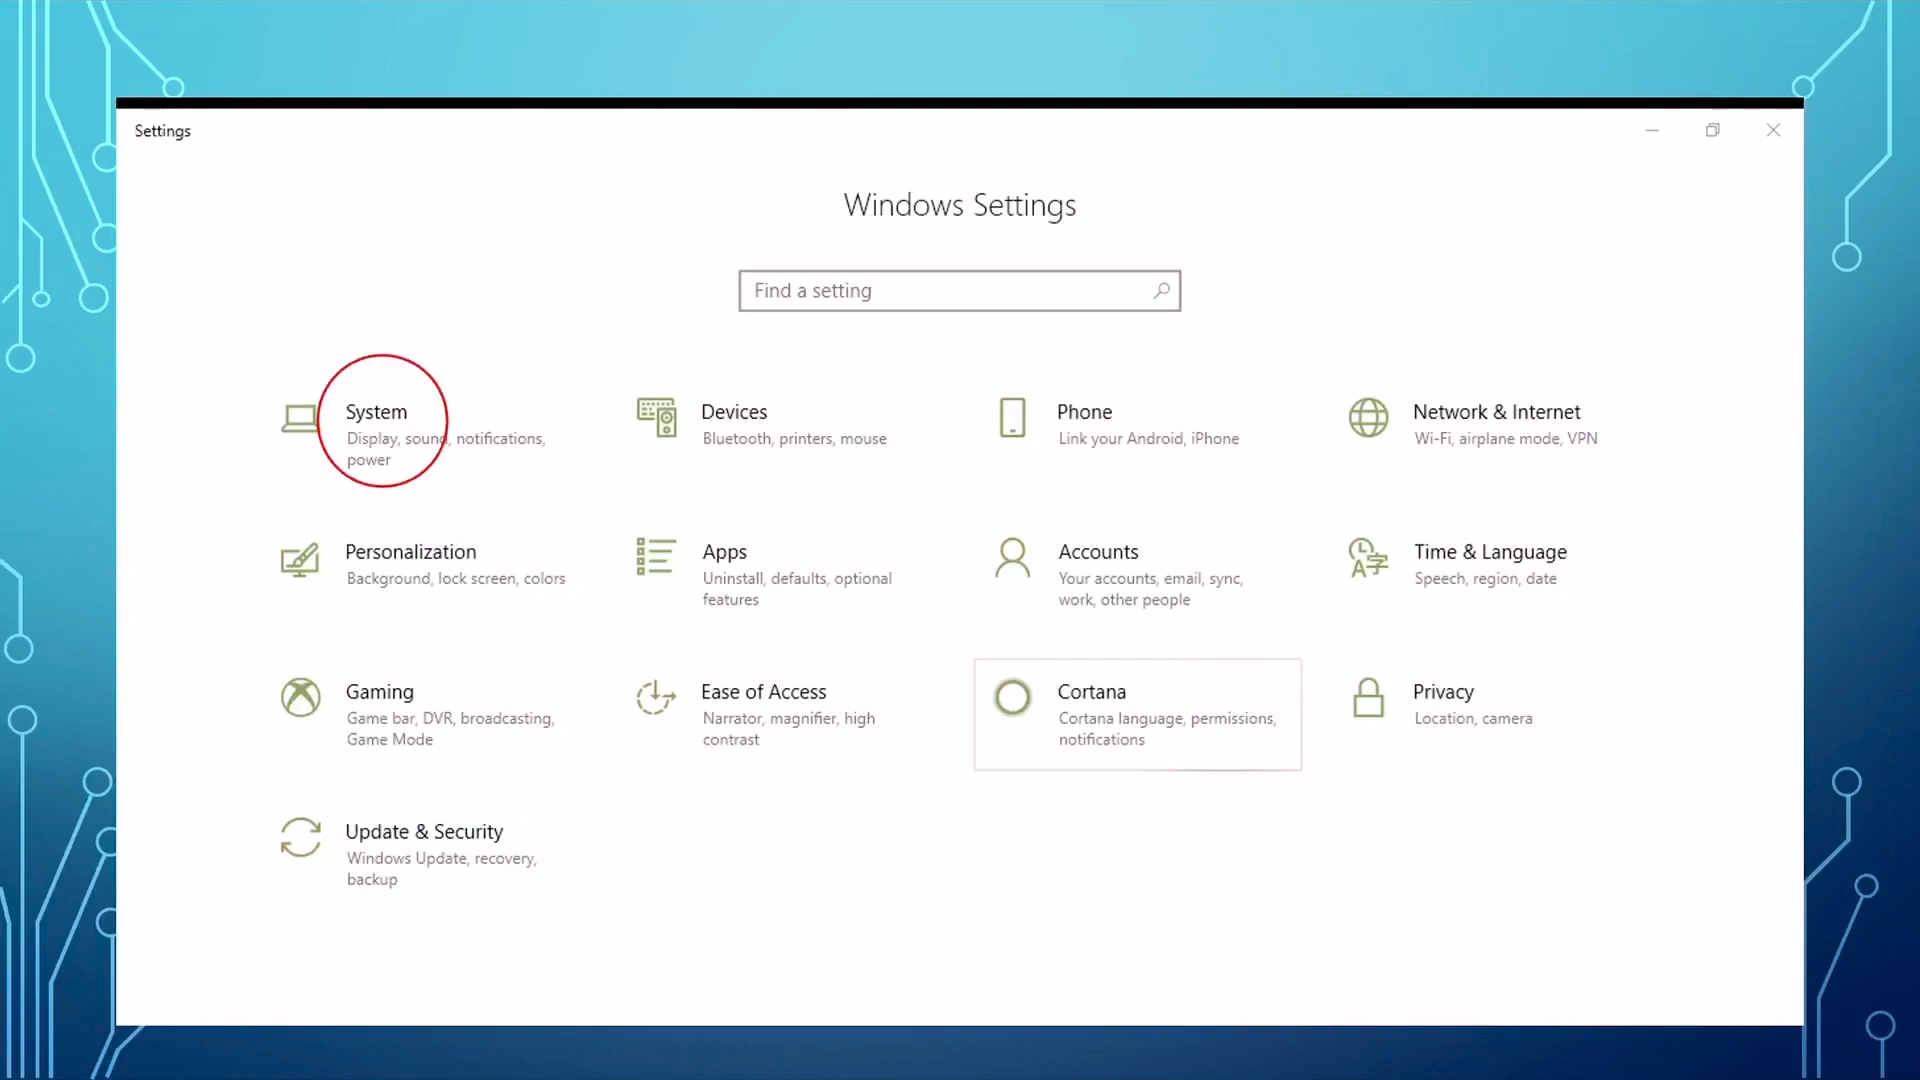 Settings
Windows Settings
Find a setting
System
Display, sound, notifications,
power
Devices
Bluetooth, printers, mouse
Phone
Link your Android, iPhone
Network & Internet
Wi-Fi, airplane mode, VPN
Personalization
Background, lock screen, colors
Apps
Uninstall, defaults, optional
features
Accounts
Your accounts, email, sync,
work, other people
Time & Language
Speech, region, date
Gaming
Game bar, DVR, broadcasting,
Game Mode
Ease of Access
Narrator, magnifier, high
contrast
Cortana
Cortana language, permissions,
notifications
Privacy
Location, camera
Update & Security
Windows Update, recovery,
backup